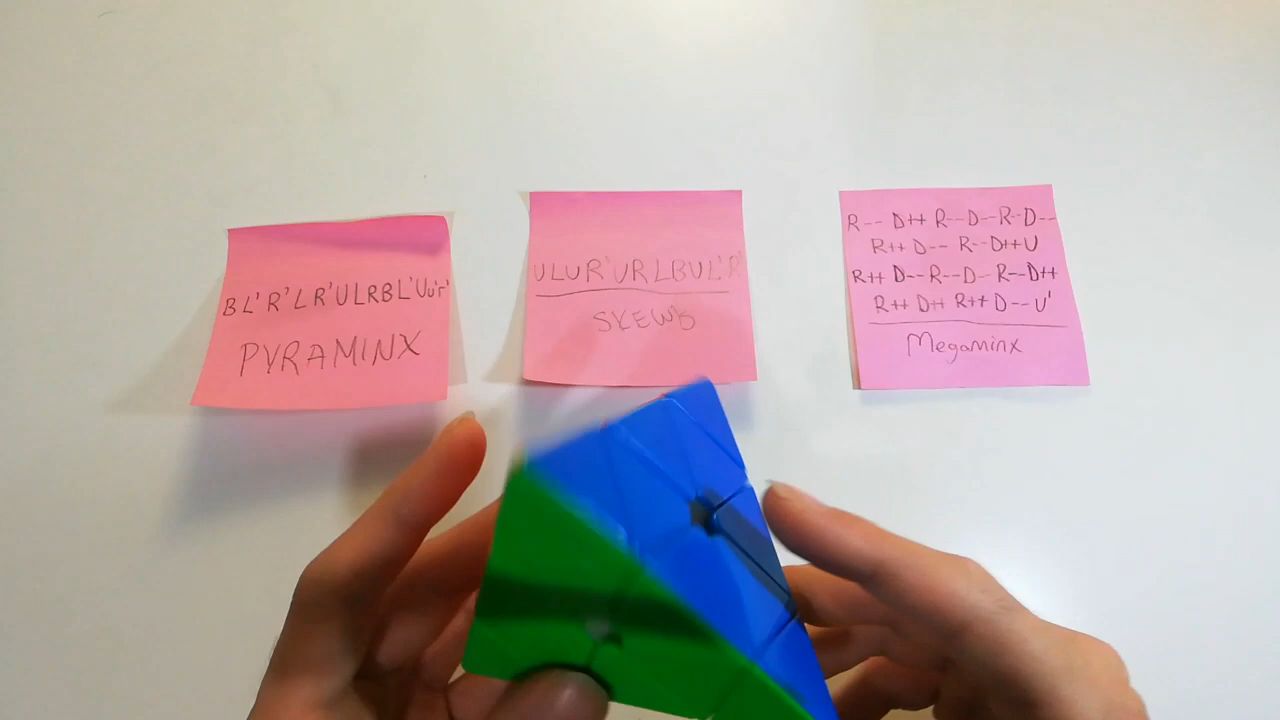 BL'R'LR'ULRBL'Uu'r'
PYRAMINX
ULUR'URLBUL'R'
SKEWB
R-- D++ R-- D-- R-- D--
R++ D-- R-- D++ U
R++ D-- R-- D-- R-- D++
R++ D++ R++ D-- U'
Megaminx